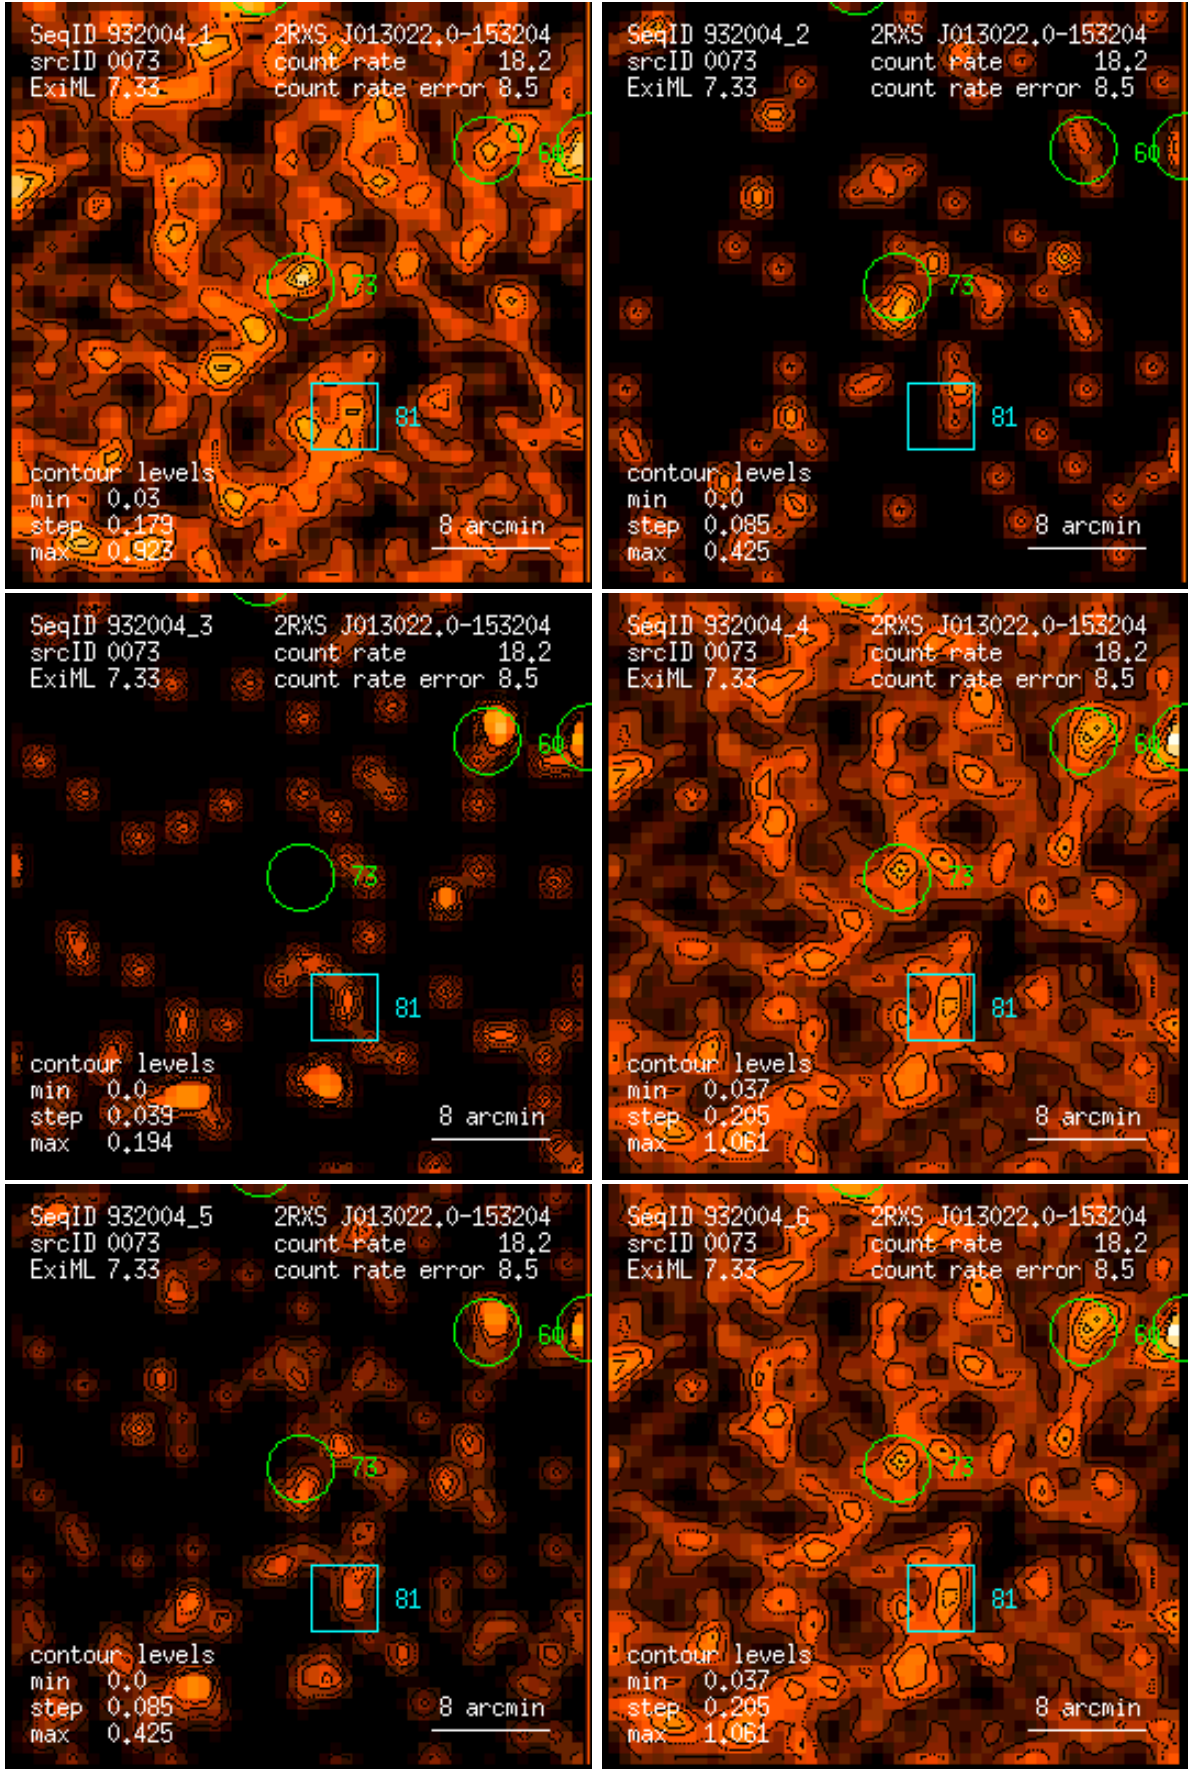 SeqID 932004_1 2RXS J013022.0-153204
srcID 0073 count rate 18.2
ExiML 7.33 count rate error 8.5
60
73
81
contour levels
min 0.03
step 0.179
max 0.923
8 arcmin
SeqID 932004_2 2RXS J013022.0-153204
srcID 0073 count rate 18.2
ExiML 7.33 count rate error 8.5
60
73
81
contour levels
min 0.0
step 0.085
max 0.425
8 arcmin
SeqID 932004_3 2RXS J013022.0-153204
srcID 0073 count rate 18.2
ExiML 7.33 count rate error 8.5
60
73
81
contour levels
min 0.0
step 0.039
max 0.194
8 arcmin
SeqID 932004_4 2RXS J013022.0-153204
srcID 0073 count rate 18.2
ExiML 7.33 count rate error 8.5
60
73
81
contour levels
min 0.037
step 0.205
max 1.061
8 arcmin
SeqID 932004_5 2RXS J013022.0-153204
srcID 0073 count rate 18.2
ExiML 7.33 count rate error 8.5
60
73
81
contour levels
min 0.0
step 0.085
max 0.425
8 arcmin
SeqID 932004_6 2RXS J013022.0-153204
srcID 0073 count rate 18.2
ExiML 7.33 count rate error 8.5
60
73
81
contour levels
min 0.037
step 0.205
max 1.061
8 arcmin